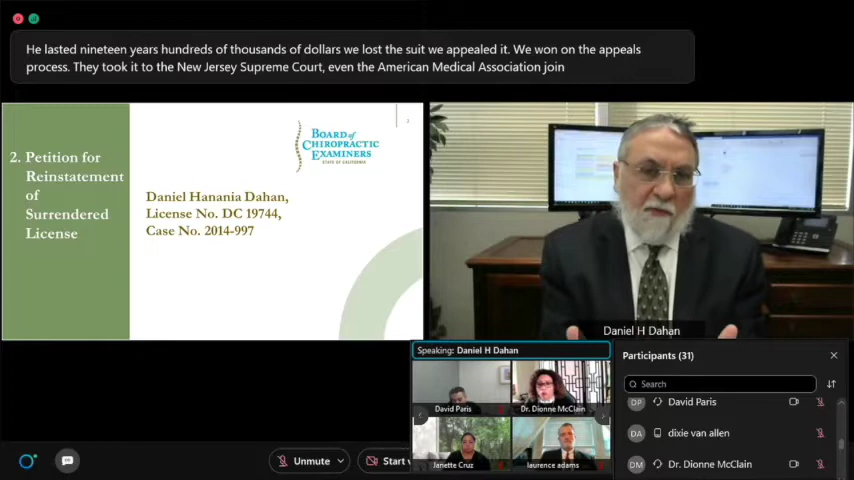 He lasted nineteen years hundreds of thousands of dollars we lost the suit we appealed it. We won on the appeals
process. They took it to the New Jersey Supreme Court, even the American Medical Association join
2. Petition for
Reinstatement
of
Surrendered
License
2
BOARD of
CHIROPRACTIC
EXAMINERS
STATE OF CALIFORNIA
Daniel Hanania Dahan,
License No. DC 19744,
Case No. 2014-997
Daniel H Dahan
Speaking: Daniel H Dahan
David Paris
Dr. Dionne McClain
Janette Cruz
laurence adams
Participants (31)
Search
DP David Paris
DA dixie van allen
DM Dr. Dionne McClain
Unmute
Start v